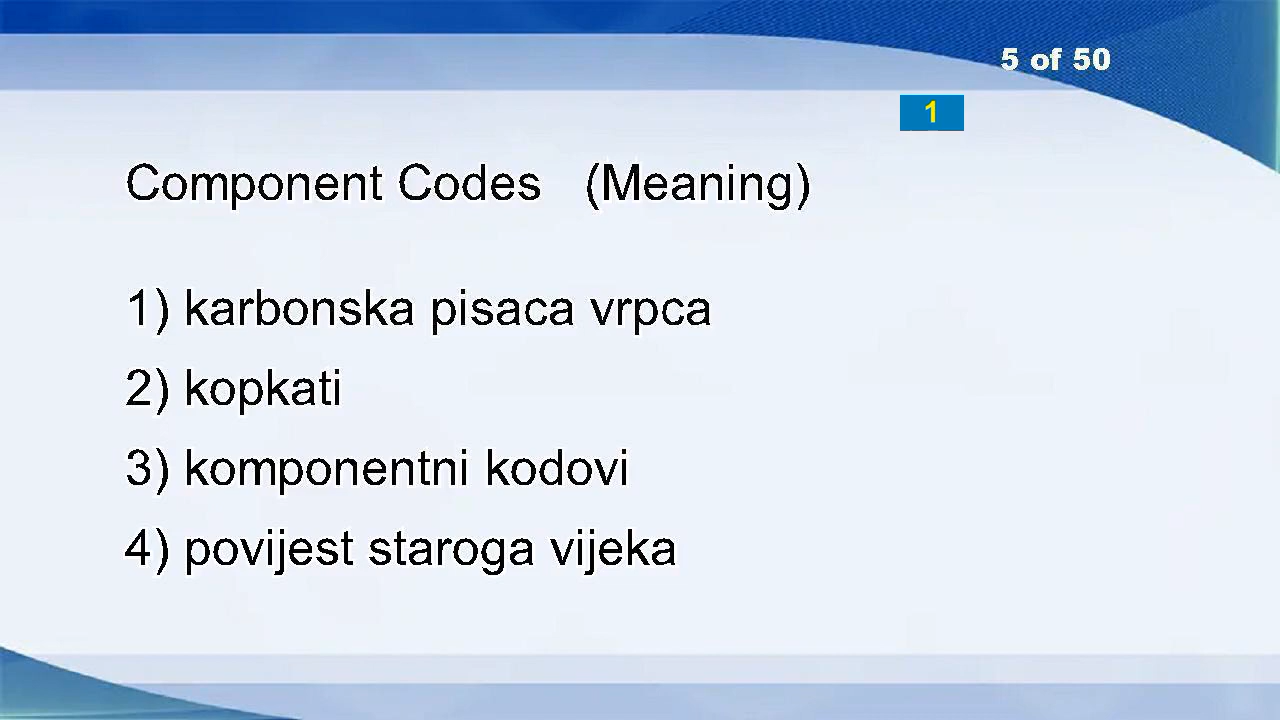 5 of 50
1
Component Codes (Meaning)
1) karbonska pisaca vrpca
2) kopkati
3) komponentni kodovi
4) povijest staroga vijeka